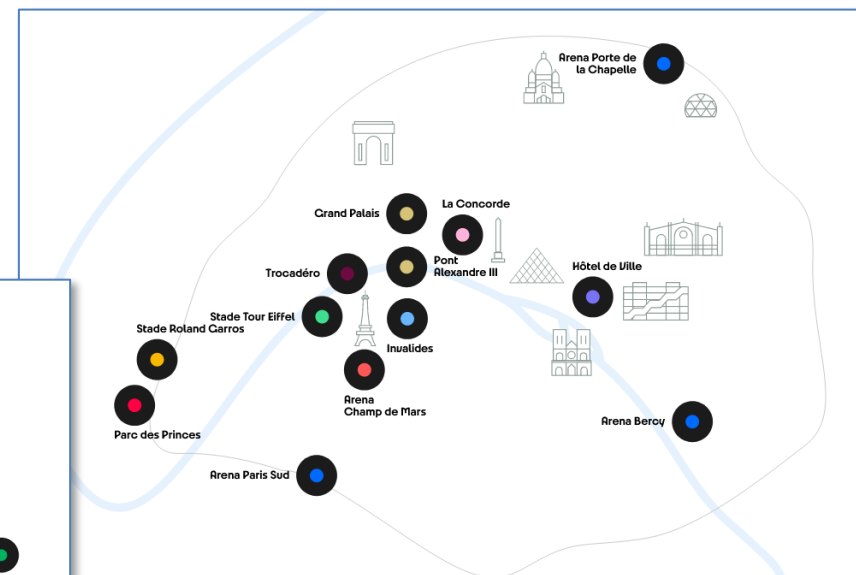 Arena Porte de
la Chapelle
La Concorde
Grand Palais
Pont
Alexandre III
Hôtel de Ville
Trocadéro
Stade Tour Eiffel
Stade Roland Garros
Invalides
Arena
Champ de Mars
Arena Bercy
Parc des Princes
Arena Paris Sud